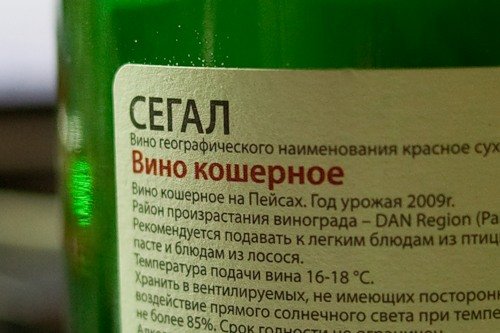 СЕГАЛ
Вино географического наименования красное сух
Вино кошерное
Вино кошерное на Пейсах. Год урожая 2009г.
Район произрастания винограда – DAN Region (Ра
Рекомендуется подавать к легким блюдам из птиц
пасте и блюдам из лосося.
Температура подачи вина 16-18 °С.
Хранить в вентилируемых, не имеющих посторон
воздействие прямого солнечного света при темпе
не более 85%. Срок годности не ограничен